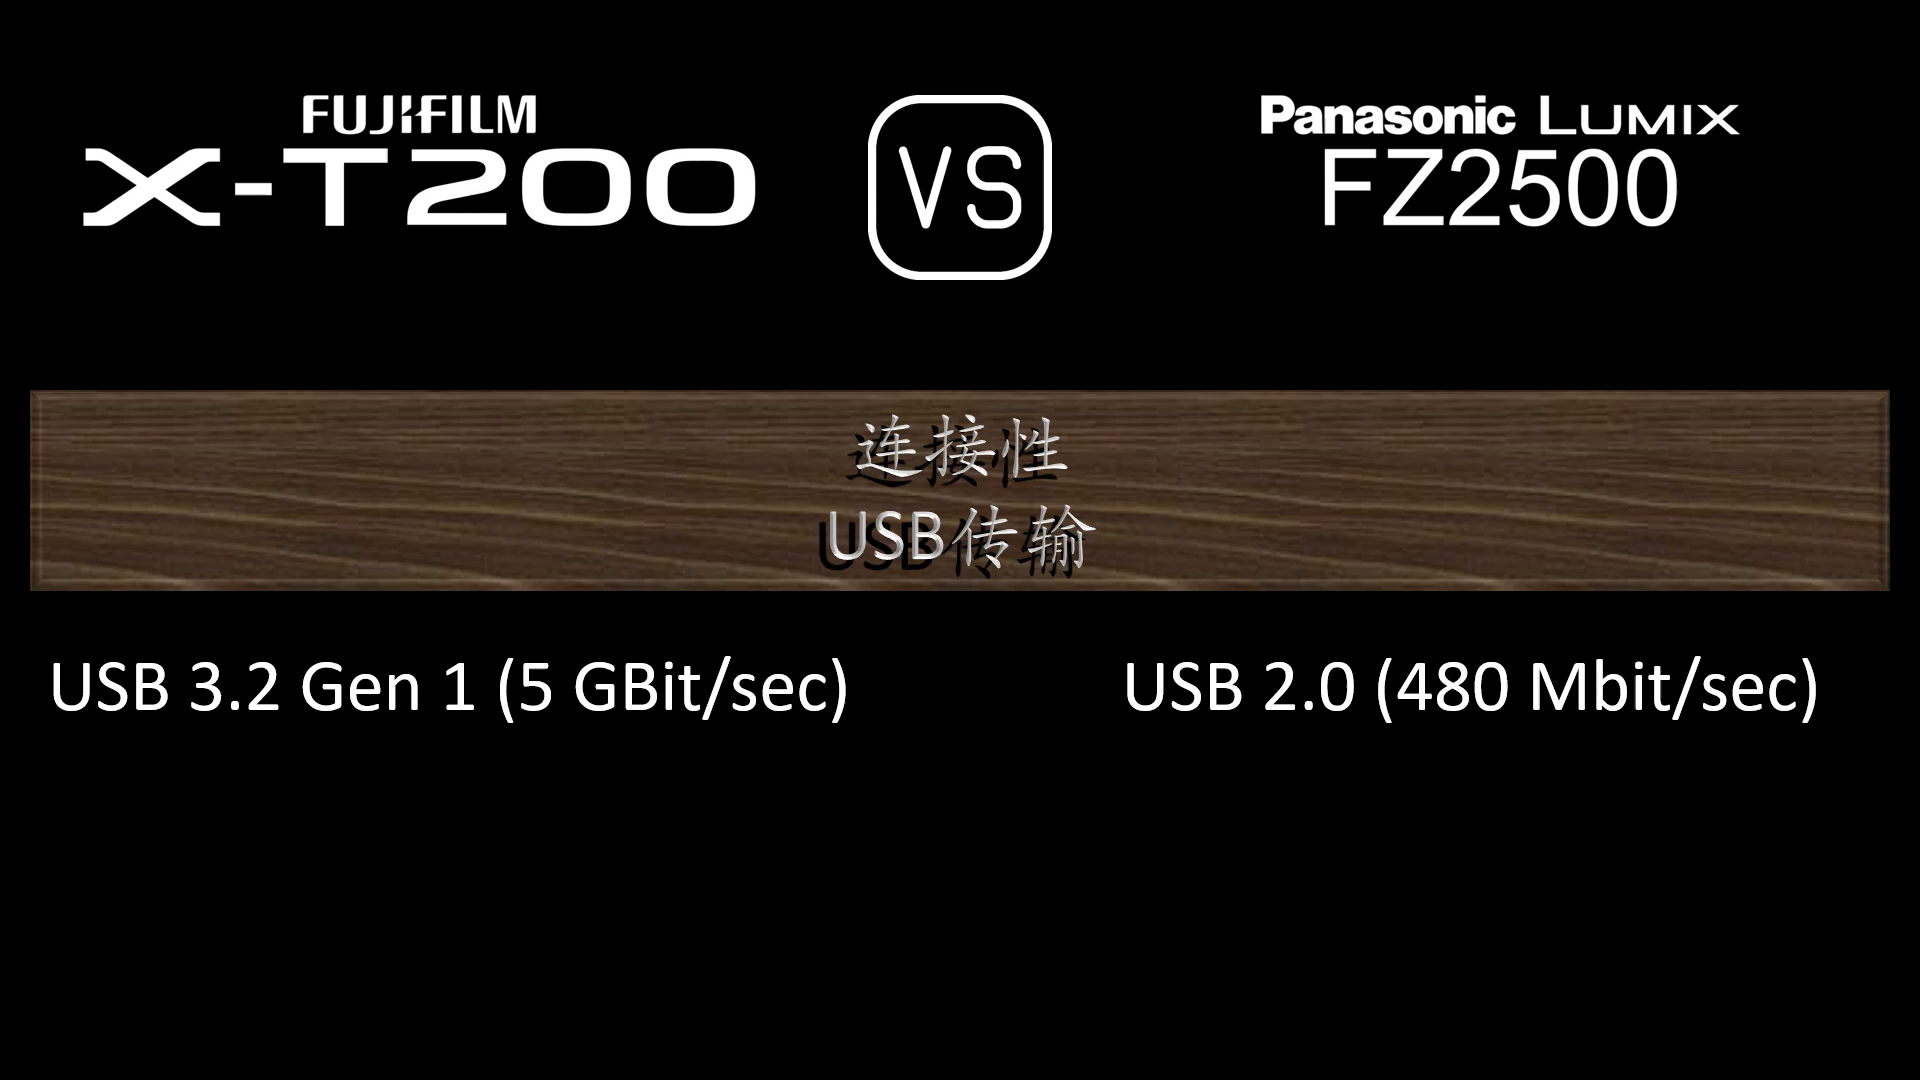 FUJIFILM
X-T200
VS
Panasonic LUMIX
FZ2500
连接性
USB传输
USB 3.2 Gen 1 (5 GBit/sec)
USB 2.0 (480 Mbit/sec)